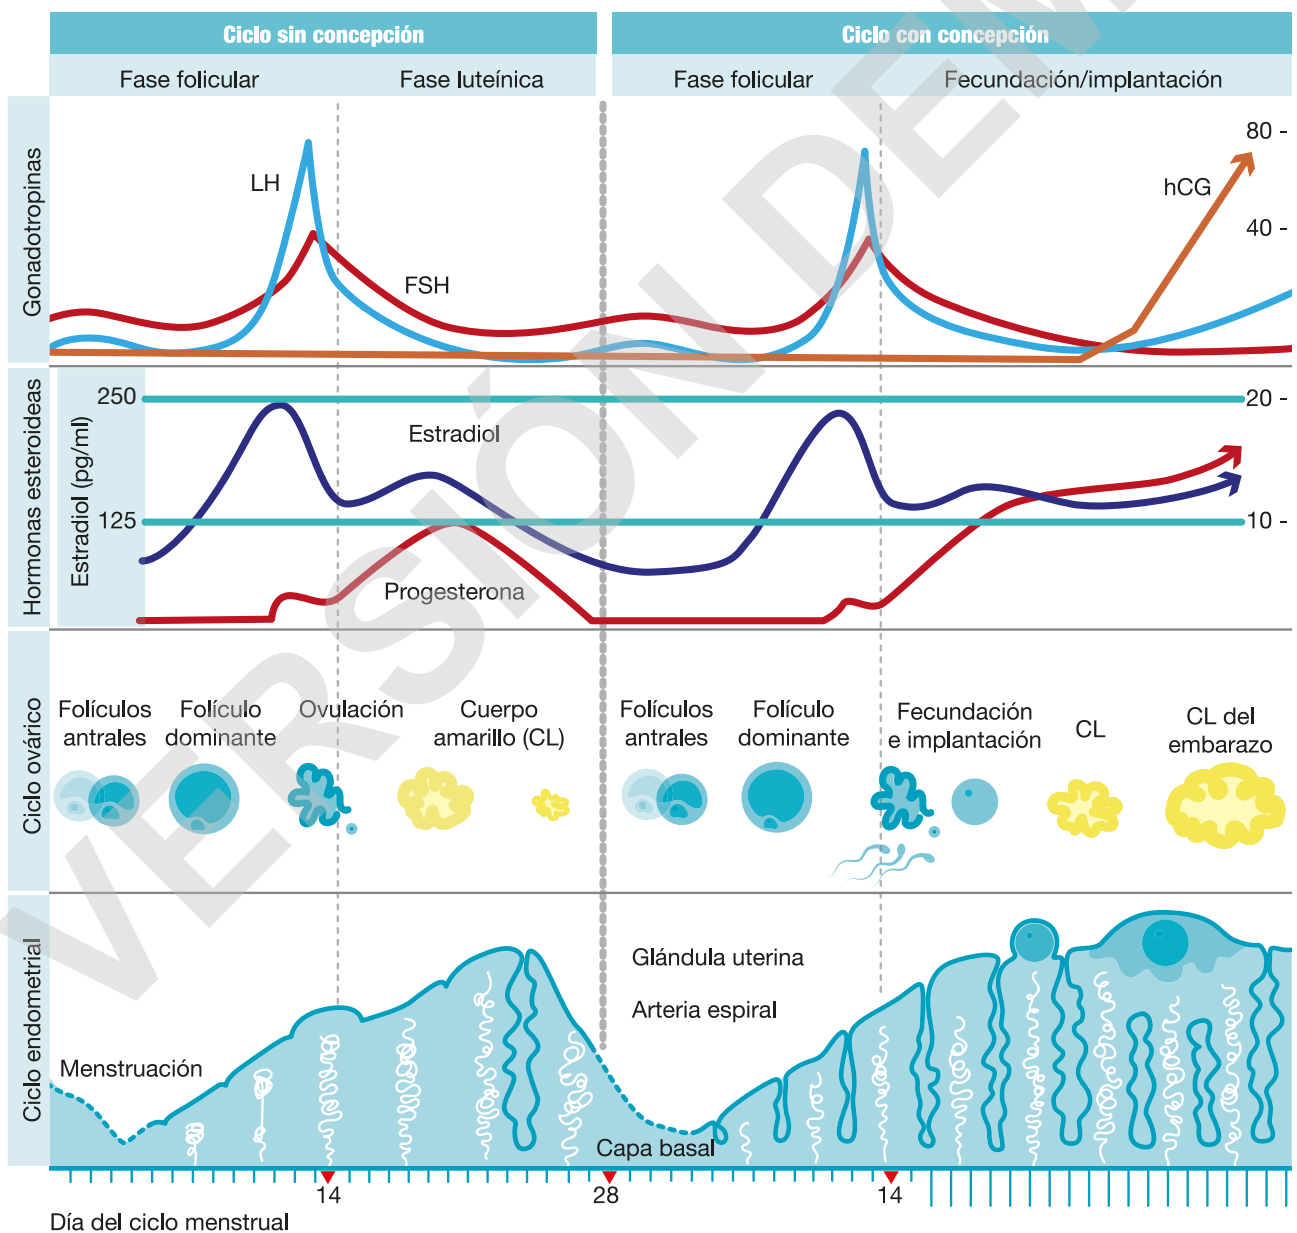 Ciclo sin concepción
Ciclo con concepción
Fase folicular
Fase luteínica
Fase folicular
Fecundación/implantación
Gonadotropinas
LH
FSH
hCG
80 -
40 -
Hormonas esteroideas
Estradiol (pg/ml)
250
125
Estradiol
Progesterona
20 -
10 -
Ciclo ovárico
Folículos
antrales
Folículo
dominante
Ovulación
Cuerpo
amarillo (CL)
Folículos
antrales
Folículo
dominante
Fecundación
e implantación
CL
CL del
embarazo
Ciclo endometrial
Menstruación
Glándula uterina
Arteria espiral
Capa basal
14
28
14
Día del ciclo menstrual
VERSIÓN DEM